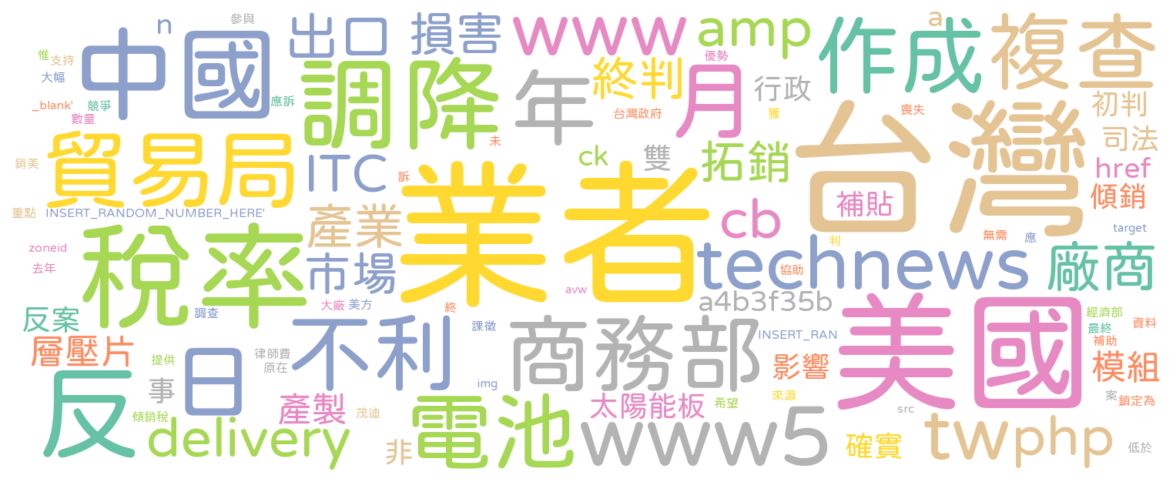 n
參與
a
中國
出口
損害
www
amp
作成
複查
惟
支持
大幅
調降
年
終判
優勢
月
行政
初判
_blank'
競爭
應訴
數量
台灣政府
獲
喪失
台灣
司法
貿易局
未
ITC
ck
雙
拓銷
href
銷美
訴
業者
補貼
傾銷
重點
INSERT_RANDOM_NUMBER_HERE'
產業
cb
無需
應
target
zoneid
去年
稅率
市場
判
technews
協助
廠商
avw
a4b3f35b
大廠
美方
終
反案
調查
課徵
INSERT_RAN
美國
經濟部
最終
資料
層壓片
不利
商務部
補助
提供
律師費
原在
影響
模組
反
日
事
img
來源
案
鎖定為
產製
茂迪
電池
太陽能板
希望
src
傾銷稅
delivery
非
www5
確實
twphp
低於